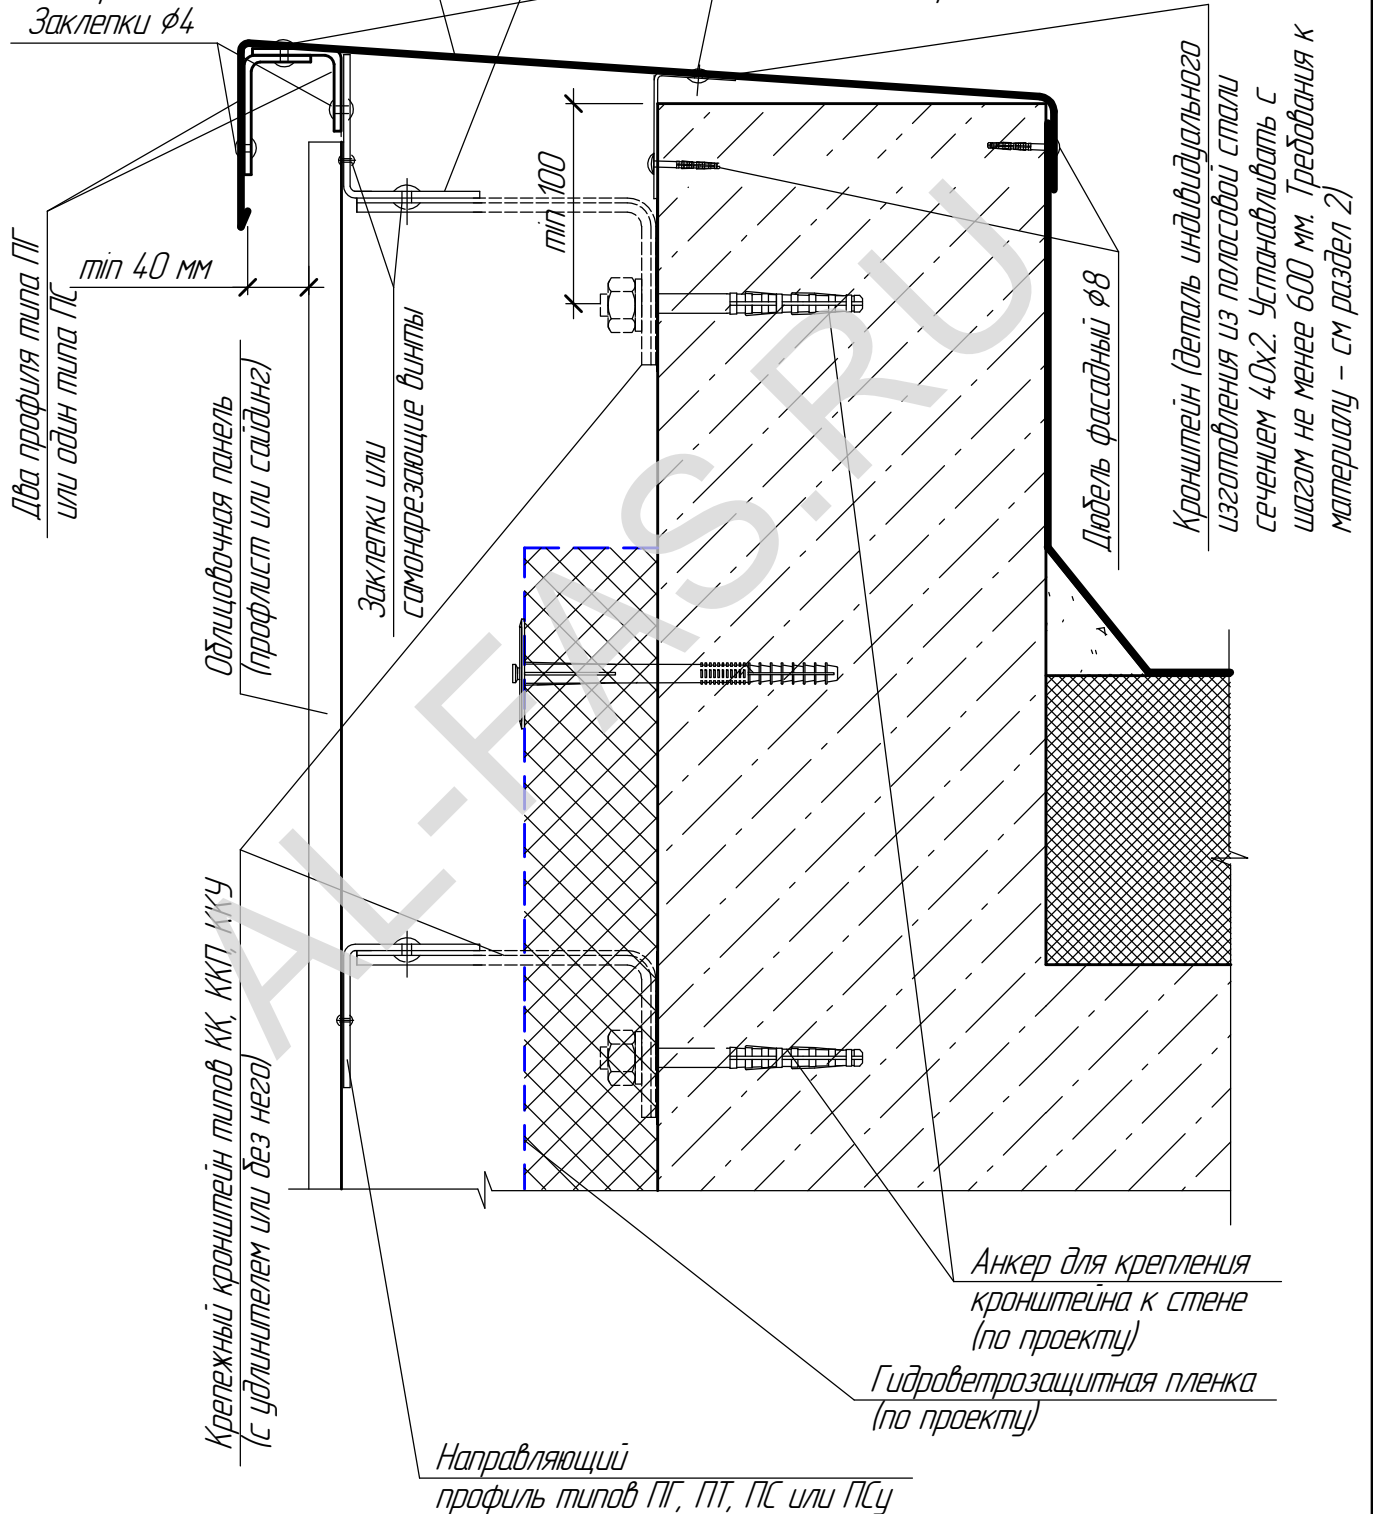 Заклепки ϕ4
Два профиля типа ПГ
или один типа ПС
min 40 мм
min 100
Облицовочная панель
(профлист или сайдинг)
Заклепки или
самонарезающие винты
Дюбель фасадный ϕ8
Кронштейн (деталь индивидуального
изготовления из полосовой стали
сечением 40х2. Устанавливать с
шагом не менее 600 мм. Требования к
материалу - см раздел 2)
Крепежный кронштейн типов КК, ККП, ККУ
(с удлинителем или без него)
Анкер для крепления
кронштейна к стене
(по проекту)
Гидроветрозащитная пленка
(по проекту)
Направляющий
профиль типов ПГ, ПТ, ПС или ПСу
AL-FAS.RU